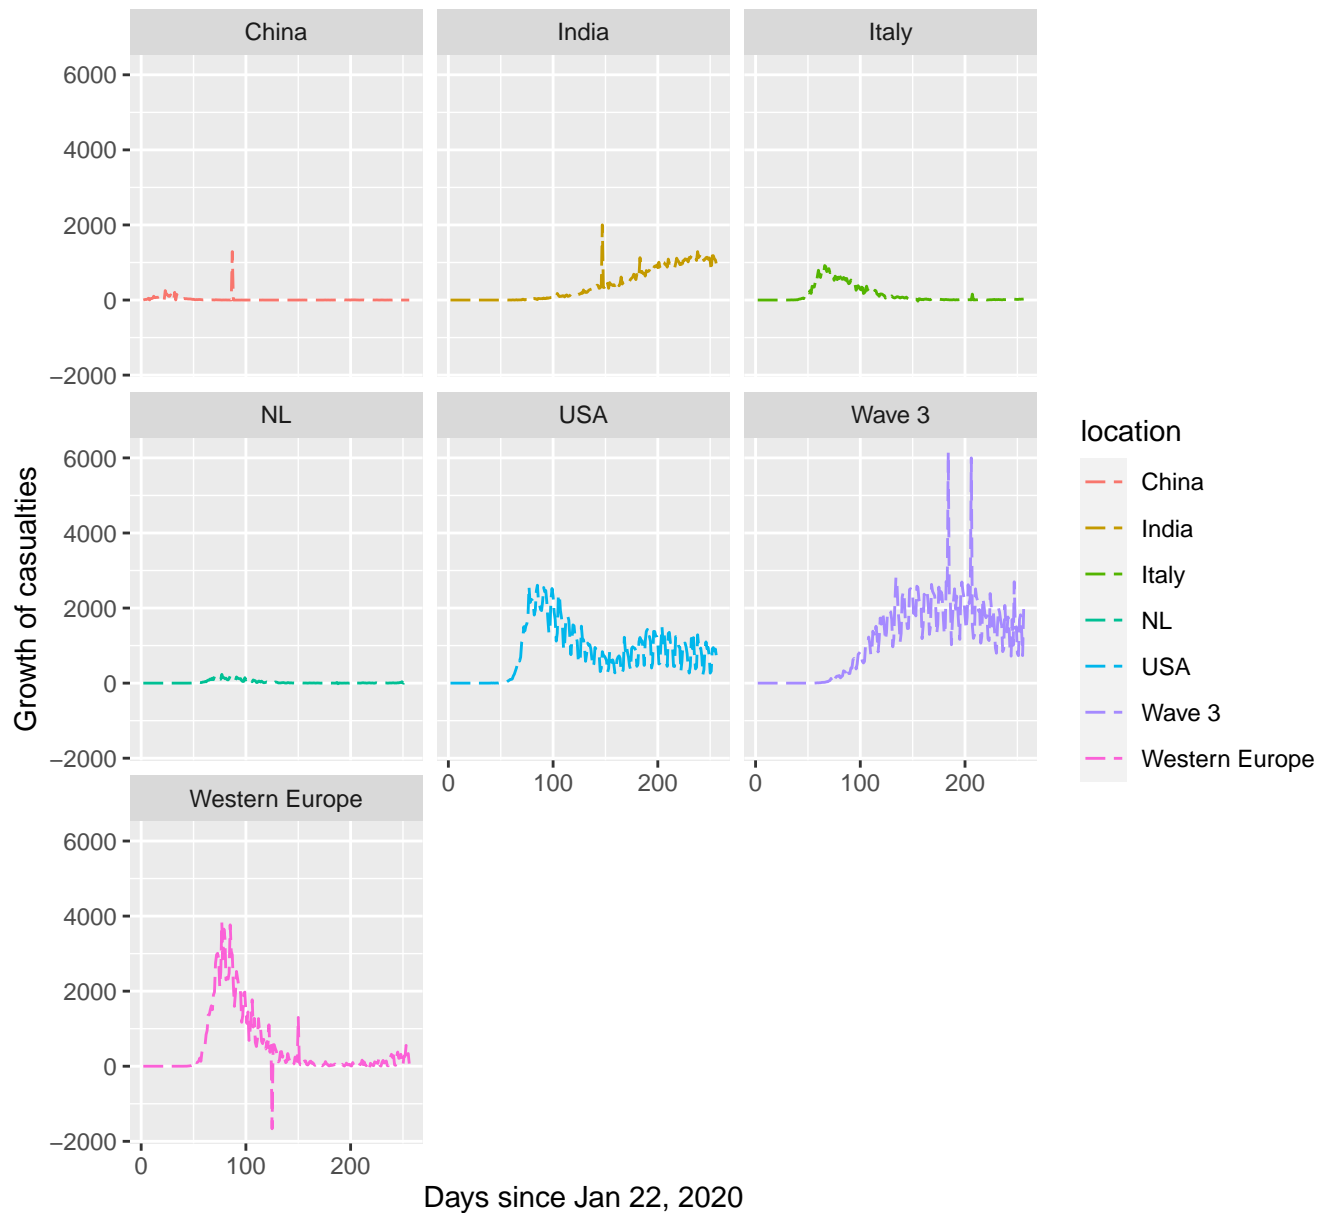 China
India
Italy
6000
4000
2000
0
−2000
NL
USA
Wave 3
6000
4000
2000
0
−2000
0 100 200
0 100 200
Western Europe
6000
4000
2000
0
−2000
0 100 200
Growth of casualties
Days since Jan 22, 2020
location
China
India
Italy
NL
USA
Wave 3
Western Europe